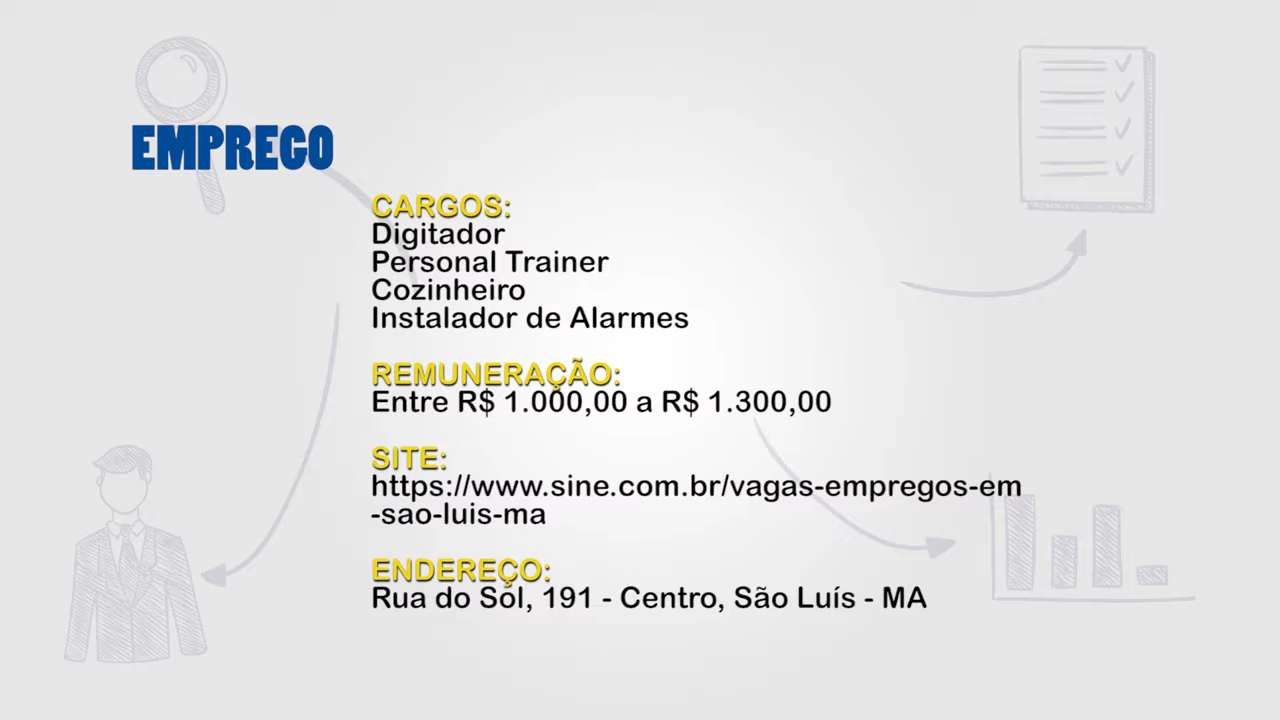 EMPREGO
CARGOS:
Digitador
Personal Trainer
Cozinheiro
Instalador de Alarmes
REMUNERAÇÃO:
Entre R$ 1.000,00 a R$ 1.300,00
SITE:
https://www.sine.com.br/vagas-empregos-em
-sao-luis-ma
ENDEREÇO:
Rua do Sol, 191 - Centro, São Luís - MA